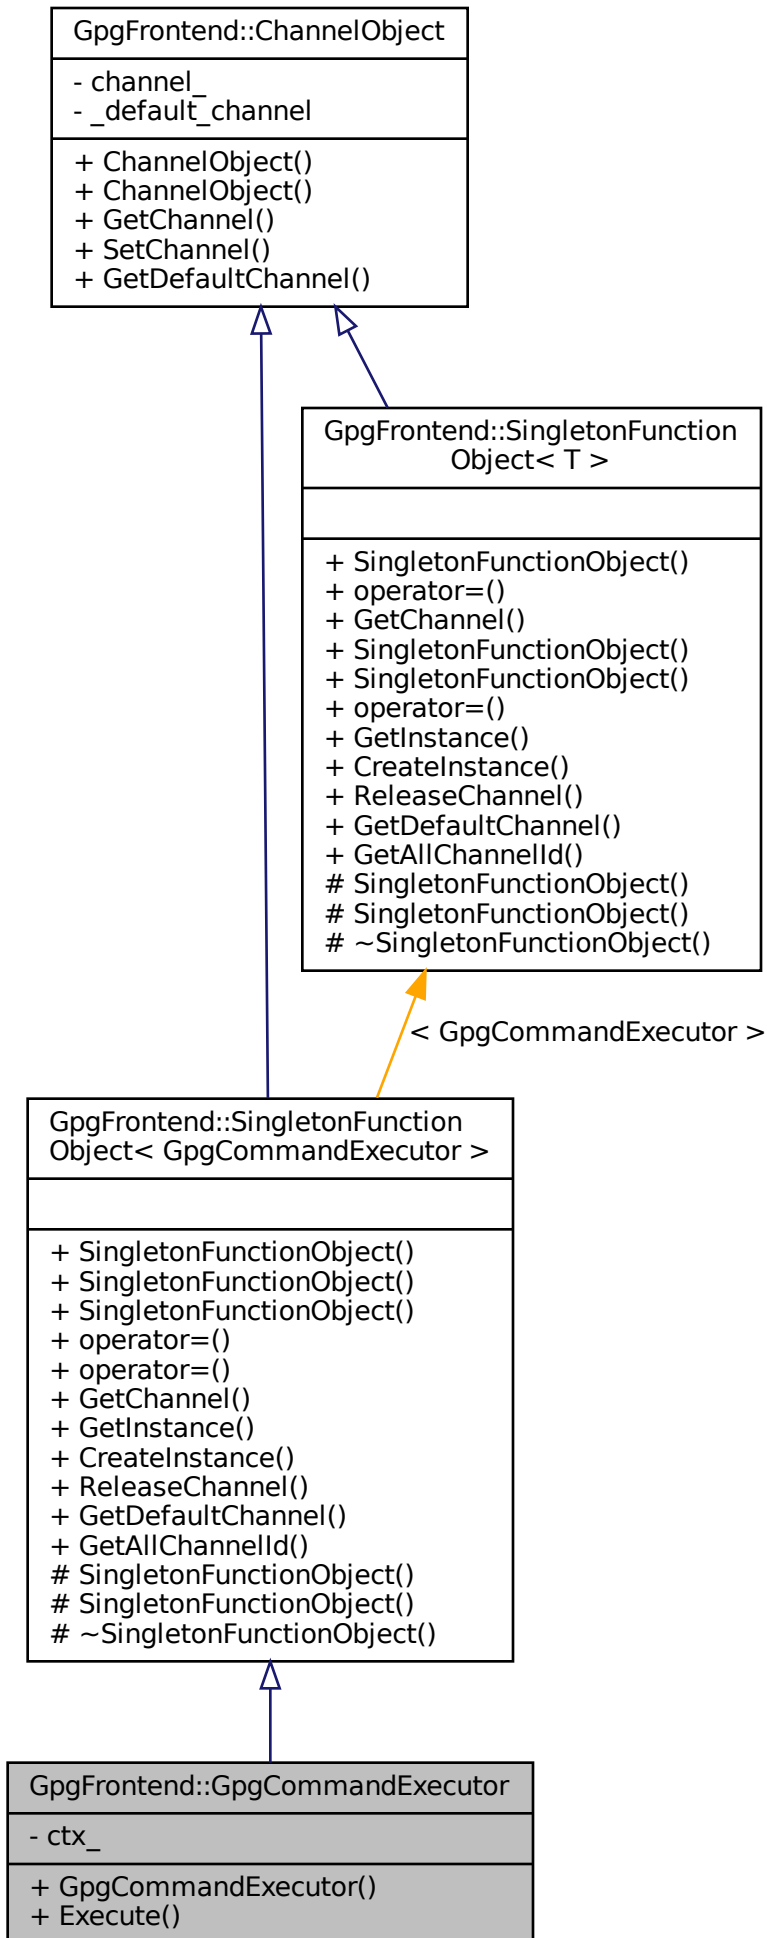 GpgFrontend::ChannelObject
- channel_
- _default_channel
+ ChannelObject()
+ ChannelObject()
+ GetChannel()
+ SetChannel()
+ GetDefaultChannel()
GpgFrontend::SingletonFunction
Object< T >
+ SingletonFunctionObject()
+ operator=()
+ GetChannel()
+ SingletonFunctionObject()
+ SingletonFunctionObject()
+ operator=()
+ GetInstance()
+ CreateInstance()
+ ReleaseChannel()
+ GetDefaultChannel()
+ GetAllChannelId()
# SingletonFunctionObject()
# SingletonFunctionObject()
# ~SingletonFunctionObject()
< GpgCommandExecutor >
GpgFrontend::SingletonFunction
Object< GpgCommandExecutor >
+ SingletonFunctionObject()
+ SingletonFunctionObject()
+ SingletonFunctionObject()
+ operator=()
+ operator=()
+ GetChannel()
+ GetInstance()
+ CreateInstance()
+ ReleaseChannel()
+ GetDefaultChannel()
+ GetAllChannelId()
# SingletonFunctionObject()
# SingletonFunctionObject()
# ~SingletonFunctionObject()
GpgFrontend::GpgCommandExecutor
- ctx_
+ GpgCommandExecutor()
+ Execute()